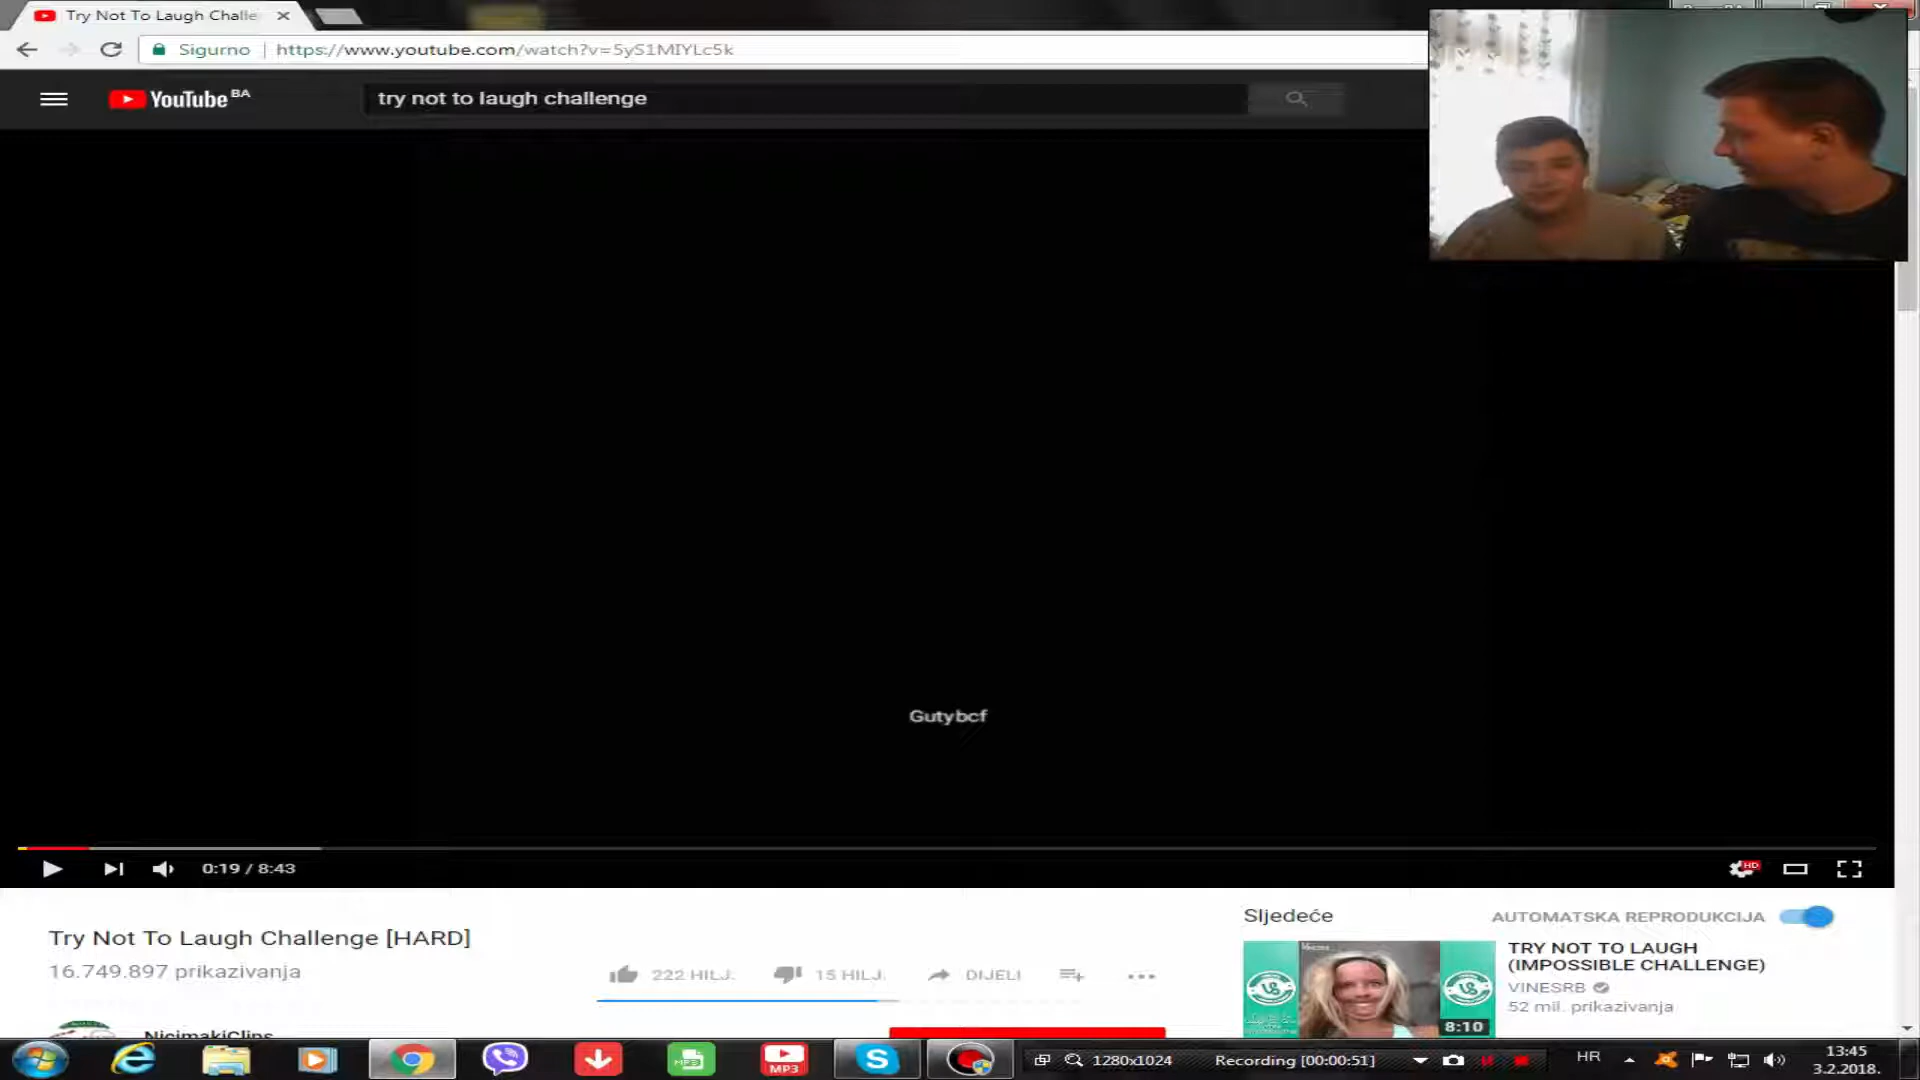 Try Not To Laugh Challe
Sigurno
https://www.youtube.com/watch?v=5yS1MIYLc5k
YouTube BA
try not to laugh challenge
Gutybcf
0:19 / 8:43
HD
Try Not To Laugh Challenge [HARD]
16.749.897 prikazivanja
222 HILJ.
15 HILJ.
DIJELI
NicimakiClips
Sljedeće
AUTOMATSKA REPRODUKCIJA
TRY NOT TO LAUGH
(IMPOSSIBLE CHALLENGE)
VINESRB
52 mil. prikazivanja
8:10
MP3
MP3
1280x1024
Recording [00:00:51]
HR
13:45
3.2.2018.